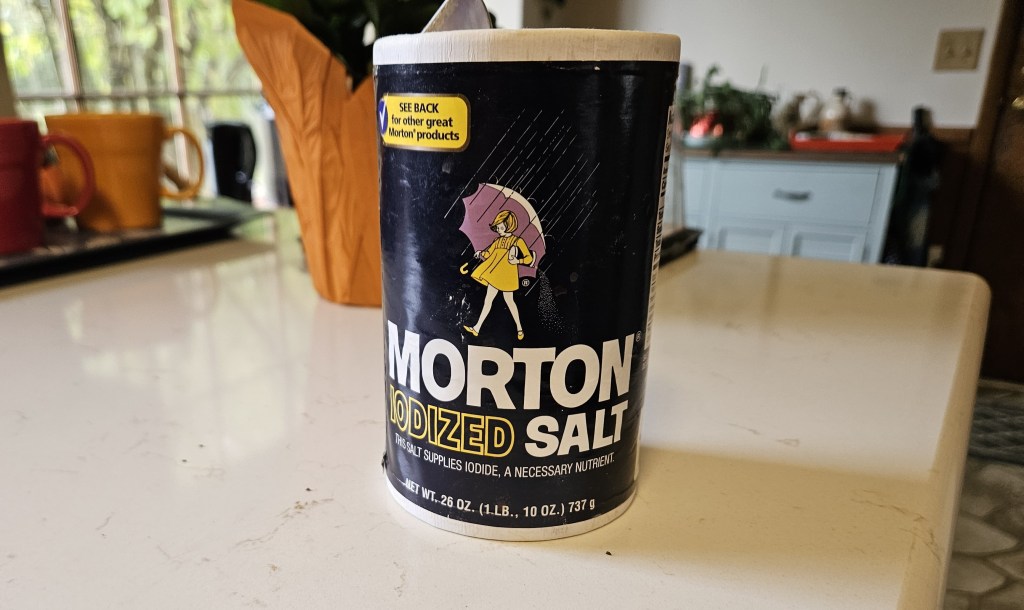 SEE BACK
for other great
Morton® products
®
MORTON®
IODIZED SALT
THIS SALT SUPPLIES IODIDE, A NECESSARY NUTRIENT.
NET WT. 26 OZ. (1 LB., 10 OZ.) 737 g